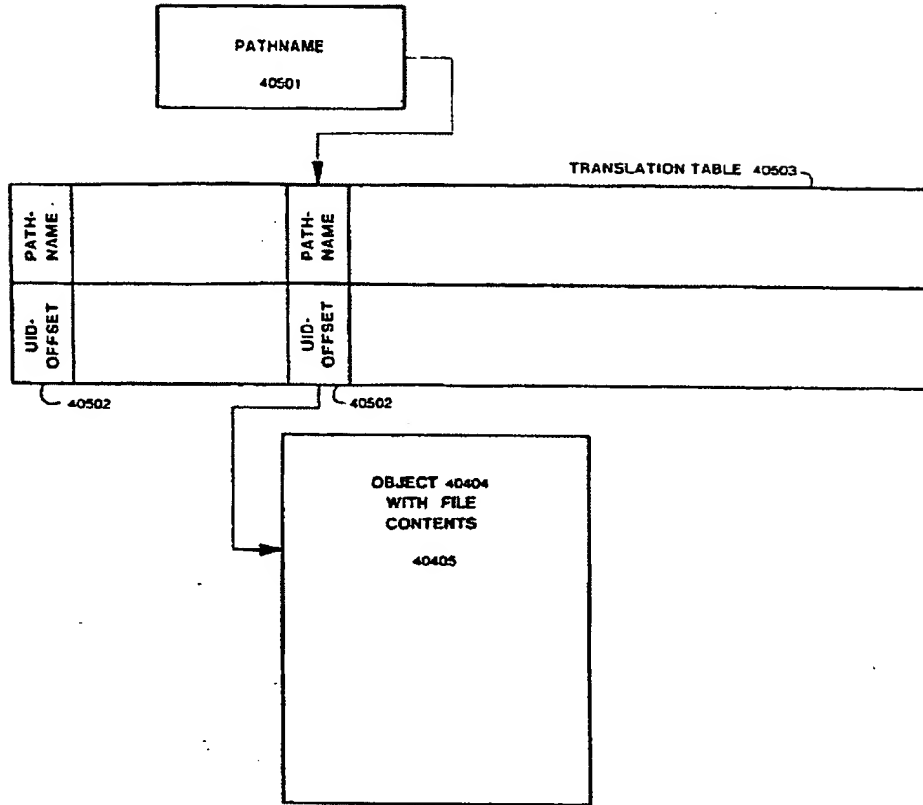 PATHNAME
40501
TRANSLATION TABLE 40503
PATH-
NAME
PATH-
NAME
UID-
OFFSET
UID-
OFFSET
40502
40502
OBJECT 40404
WITH FILE
CONTENTS
40405